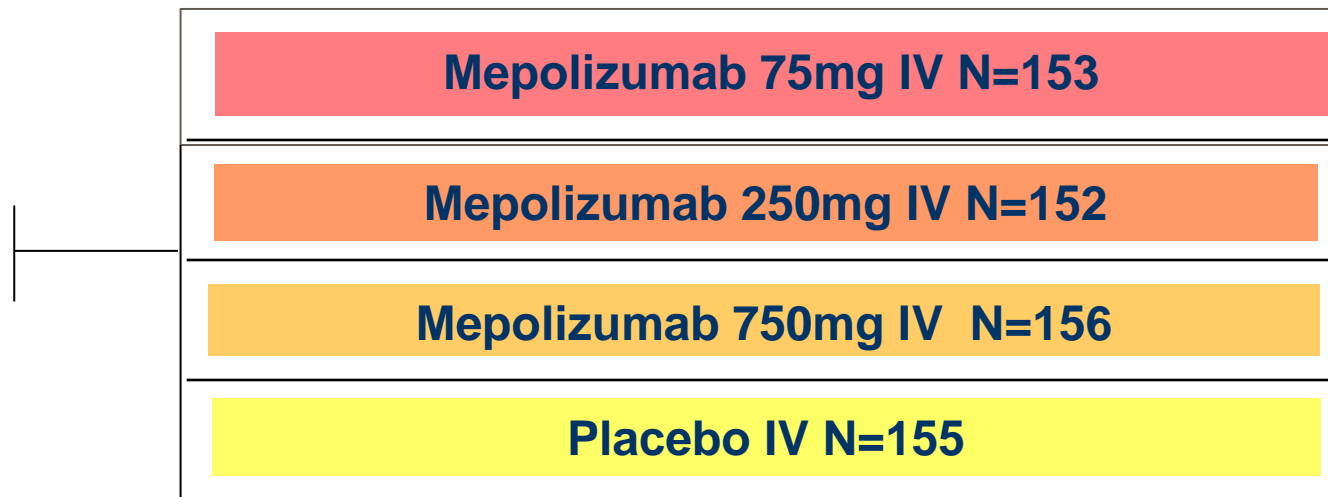 Mepolizumab 75mg IV N=153
Mepolizumab 250mg IV N=152
Mepolizumab 750mg IV  N=156
Placebo IV N=155